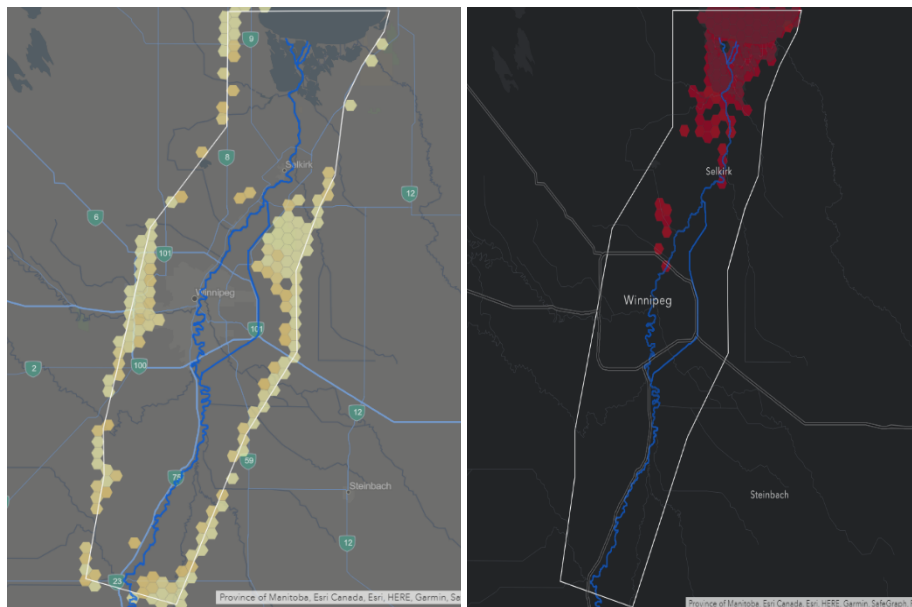 9
8
Selkirk
12
6
101
Winnipeg
101
100
2
12
59
75
Steinbach
12
23
Province of Manitoba, Esri Canada, Esri, HERE, Garmin, Sa
Selkirk
Winnipeg
Steinbach
Province of Manitoba, Esri Canada, Esri, HERE, Garmin, SafeGraph,